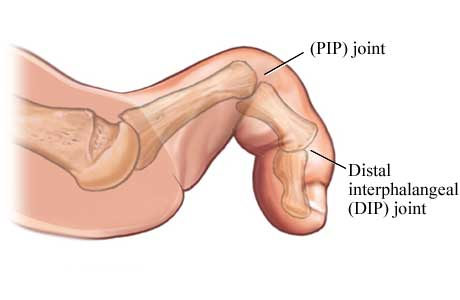 (PIP) joint
Distal
interphalangeal
(DIP) joint